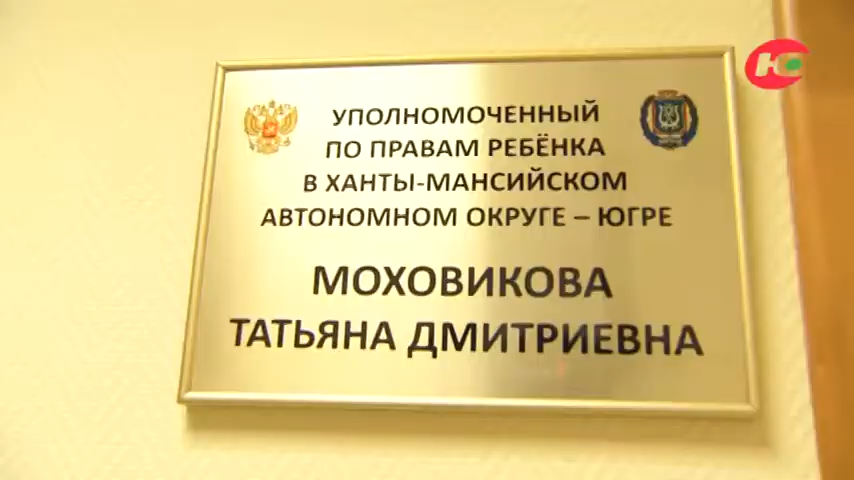 УПОЛНОМОЧЕННЫЙ
ПО ПРАВАМ РЕБЁНКА
В ХАНТЫ-МАНСИЙСКОМ
АВТОНОМНОМ ОКРУГЕ – ЮГРЕ
МОХОВИКОВА
ТАТЬЯНА ДМИТРИЕВНА